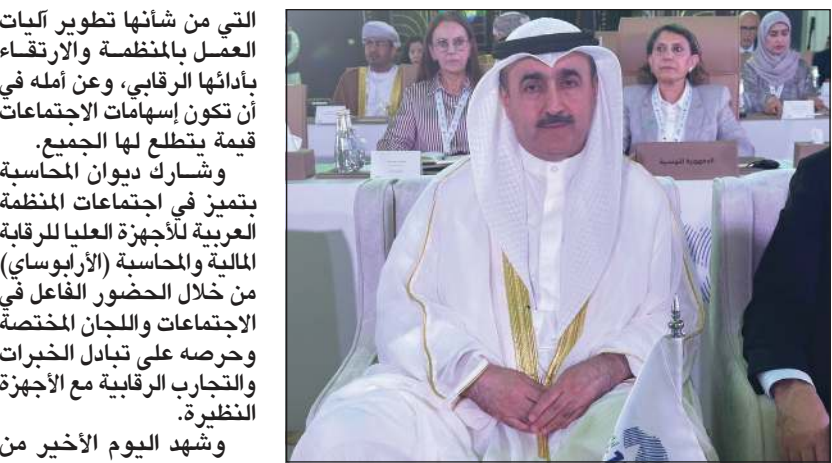 التي من شأنها تطوير آليات
العمل بالمنظمة والارتقاء
بأدائها الرقابي، وعن أمله في
أن تكون إسهامات الاجتماعات
قيمة يتطلع لها الجميع.
وشارك ديوان المحاسبة
بتميز في اجتماعات المنظمة
العربية للأجهزة العليا للرقابة
المالية والمحاسبة (الأرابوساي)
من خلال الحضور الفاعل في
الاجتماعات واللجان المختصة
وحرصه على تبادل الخبرات
والتجارب الرقابية مع الأجهزة
النظيرة.
وشهد اليوم الأخير من
الجمهورية التونسية